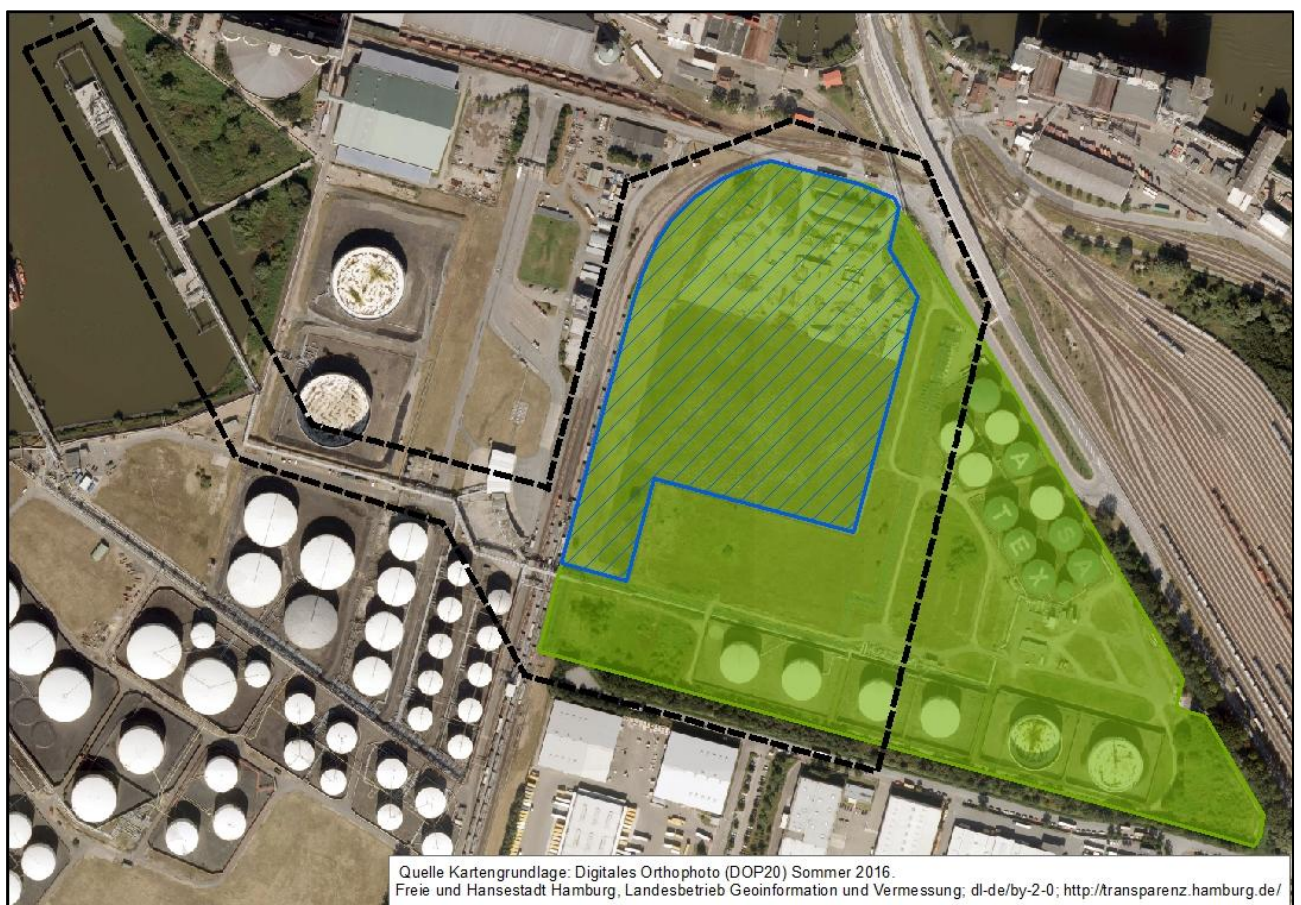 A
T E X A S
Quelle Kartengrundlage: Digitales Orthophoto (DOP20) Sommer 2016.
Freie und Hansestadt Hamburg, Landesbetrieb Geoinformation und Vermessung; dl-de/by-2-0; http://transparenz.hamburg.de/